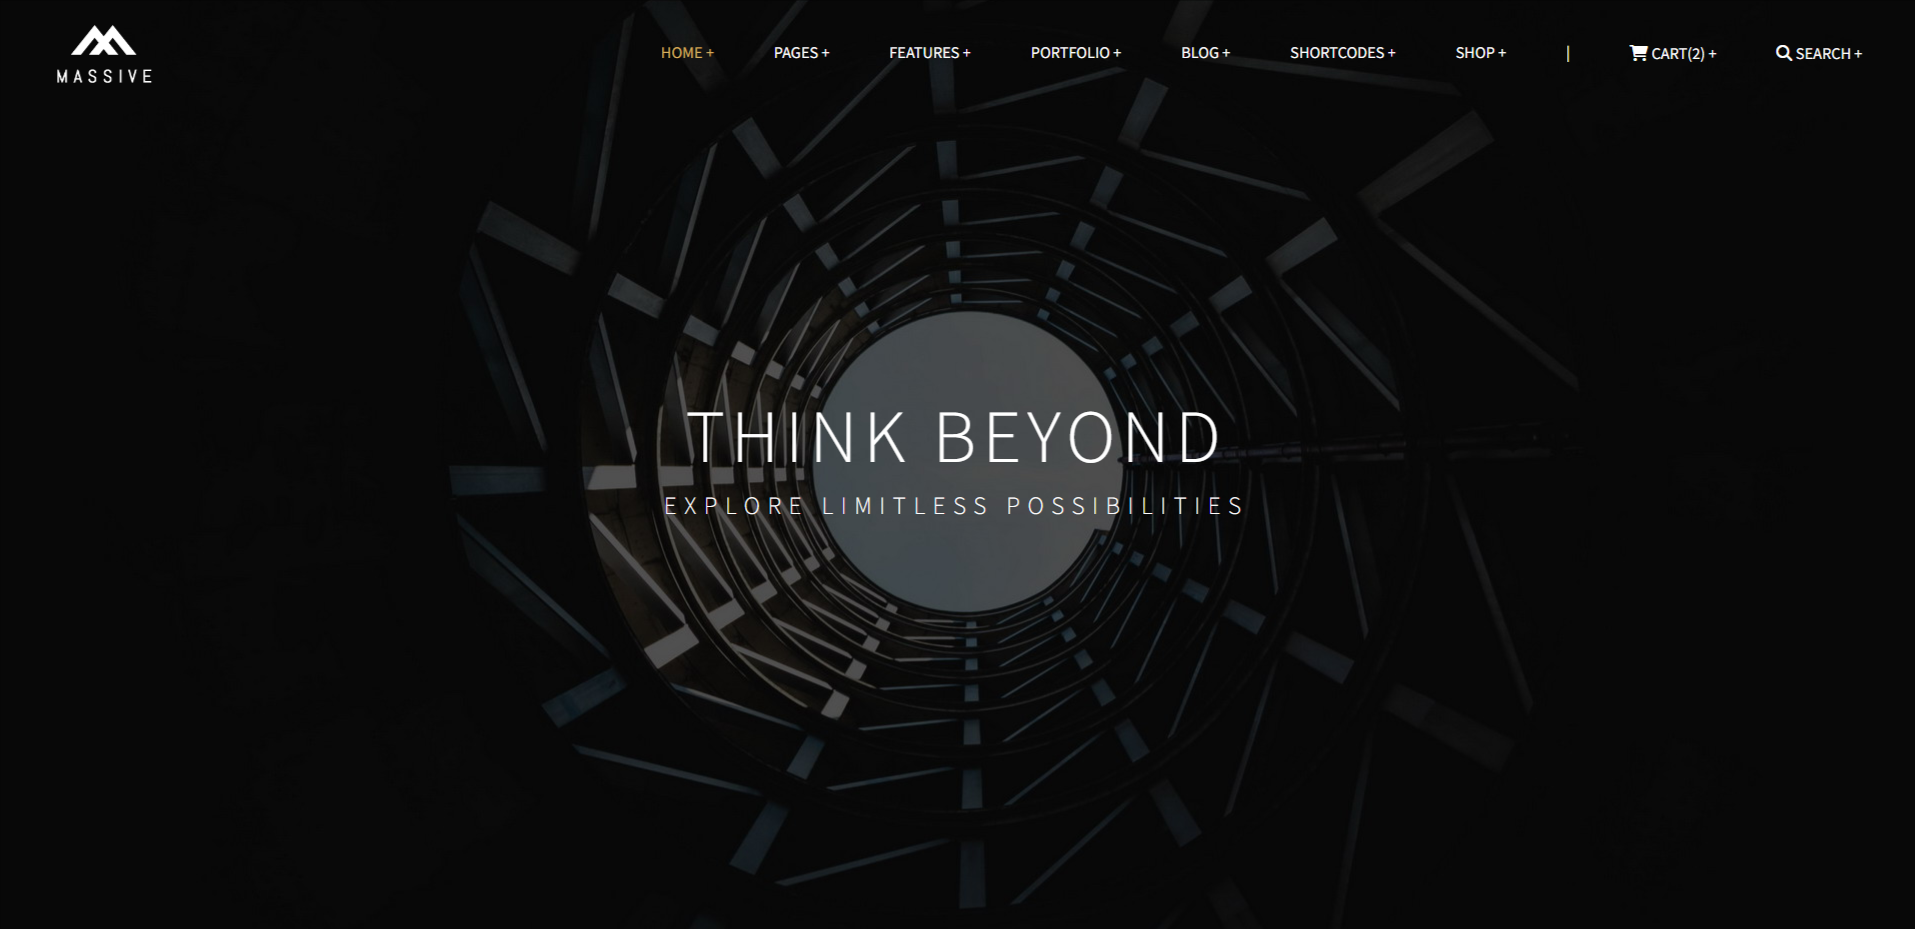 MASSIVE
HOME + PAGES + FEATURES + PORTFOLIO + BLOG + SHORTCODES + SHOP + | CART(2) + SEARCH +
THINK BEYOND
EXPLORE LIMITLESS POSSIBILITIES